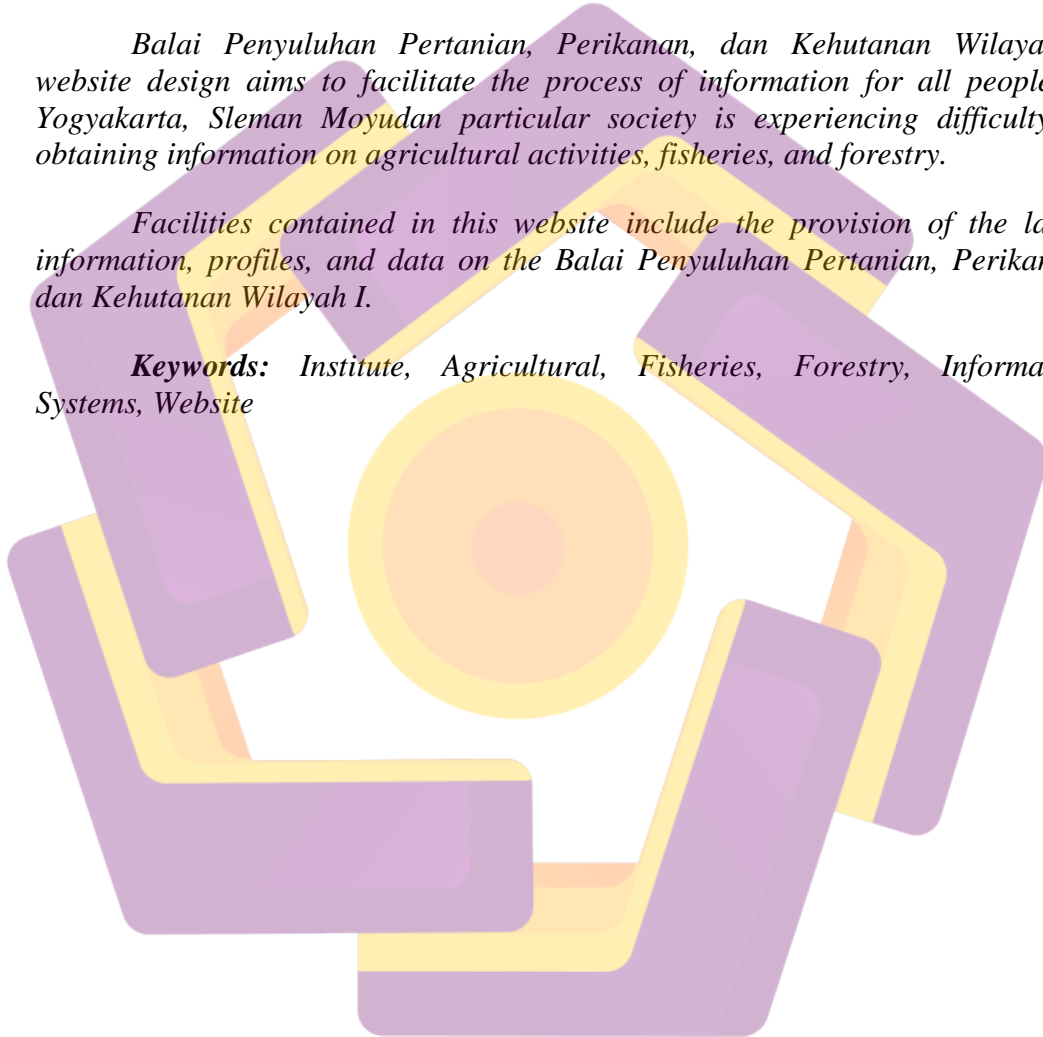 Balai Penyuluhan Pertanian, Perikanan, dan Kehutanan Wilaya
website design aims to facilitate the process of information for all people
Yogyakarta, Sleman Moyudan particular society is experiencing difficulty
obtaining information on agricultural activities, fisheries, and forestry.
Facilities contained in this website include the provision of the la
information, profiles, and data on the Balai Penyuluhan Pertanian, Perikan
dan Kehutanan Wilayah I.
Keywords: Institute, Agricultural, Fisheries, Forestry, Informa
Systems, Website